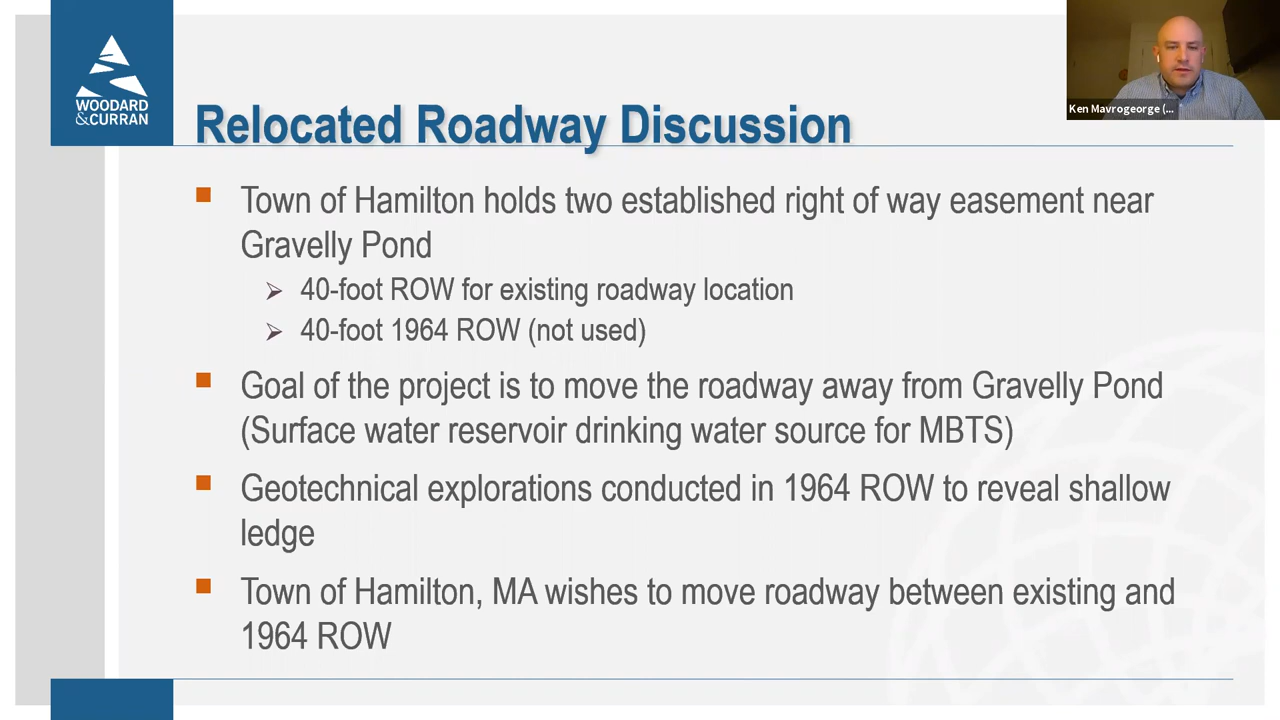 WOODARD
&CURRAN
Ken Mavrogeorge (...
Relocated Roadway Discussion
Town of Hamilton holds two established right of way easement near
Gravelly Pond
40-foot ROW for existing roadway location
40-foot 1964 ROW (not used)
Goal of the project is to move the roadway away from Gravelly Pond
(Surface water reservoir drinking water source for MBTS)
Geotechnical explorations conducted in 1964 ROW to reveal shallow
ledge
Town of Hamilton, MA wishes to move roadway between existing and
1964 ROW